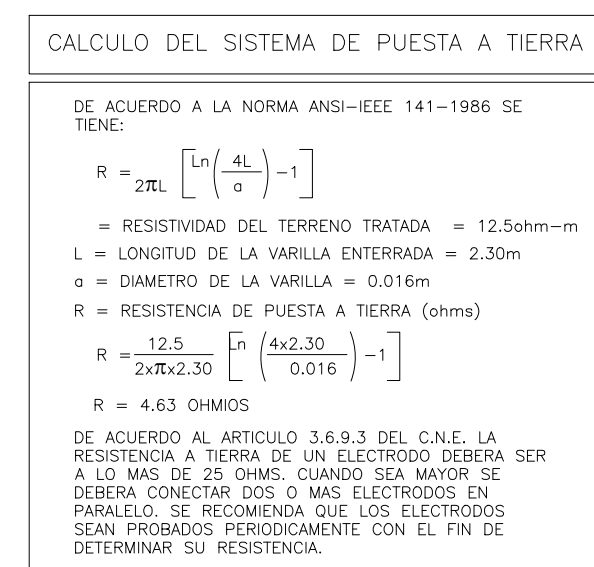 CALCULO DEL SISTEMA DE PUESTA A TIERRA
DE ACUERDO A LA NORMA ANSI-IEEE 141-1986 SE
TIENE:
R = 2πL [Ln(4L/a)-1]
= RESISTIVIDAD DEL TERRENO TRATADA = 12.5ohm-m
L = LONGITUD DE LA VARILLA ENTERRADA = 2.30m
a = DIAMETRO DE LA VARILLA = 0.016m
R = RESISTENCIA DE PUESTA A TIERRA (ohms)
R = 12.5/2xπx2.30 [Ln (4x2.30/0.016)-1]
R = 4.63 OHMIOS
DE ACUERDO AL ARTICULO 3.6.9.3 DEL C.N.E. LA
RESISTENCIA A TIERRA DE UN ELECTRODO DEBERA SER
A LO MAS DE 25 OHMS. CUANDO SEA MAYOR SE
DEBERA CONECTAR DOS O MAS ELECTRODOS EN
PARALELO. SE RECOMIENDA QUE LOS ELECTRODOS
SEAN PROBADOS PERIODICAMENTE CON EL FIN DE
DETERMINAR SU RESISTENCIA.